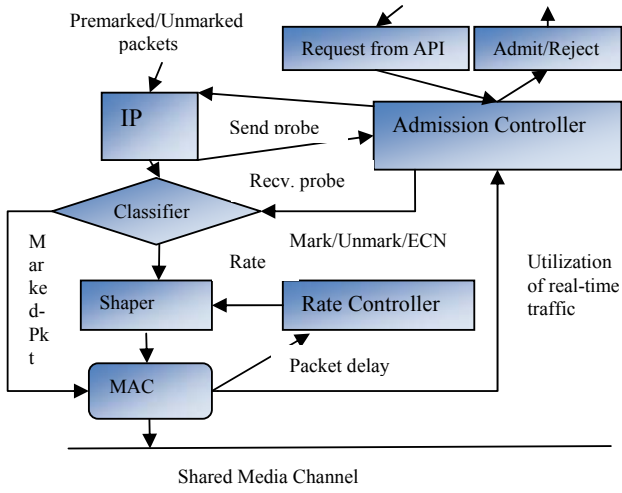 Premarked/Unmarked
packets
Request from API
Admit/Reject
IP
Send probe
Admission Controller
Recv. probe
Classifier
Mark/Unmark/ECN
M
ar
ke
d-
Pk
t
Rate
Utilization
of real-time
traffic
Shaper
Rate Controller
Packet delay
MAC
Shared Media Channel